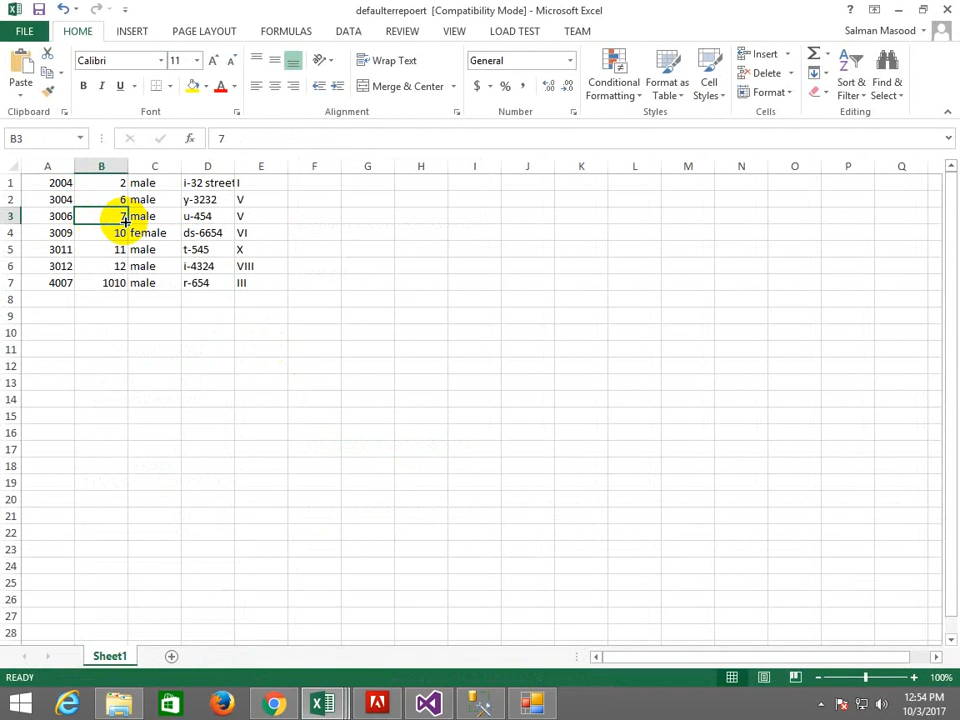 defaulterrepoert [Compatibility Mode] - Microsoft Excel
FILE HOME INSERT PAGE LAYOUT FORMULAS DATA REVIEW VIEW LOAD TEST TEAM Salman Masood
Calibri 11 Wrap Text General Insert
Paste B I U Merge & Center $ % , Conditional Formatting Format as Table Cell Styles Delete Format Sort & Filter Find & Select
Clipboard Font Alignment Number Styles Cells Editing
B3 fx 7
A B C D E F G H I J K L M N O P Q
1 2004 2 male i-32 street I
2 3004 6 male y-3232 V
3 3006 7 male u-454 V
4 3009 10 female ds-6654 VI
5 3011 11 male t-545 X
6 3012 12 male i-4324 VIII
7 4007 1010 male r-654 III
8
9
10
11
12
13
14
15
16
17
18
19
20
21
22
23
24
25
26
27
28
Sheet1
READY 100%
12:54 PM
10/3/2017